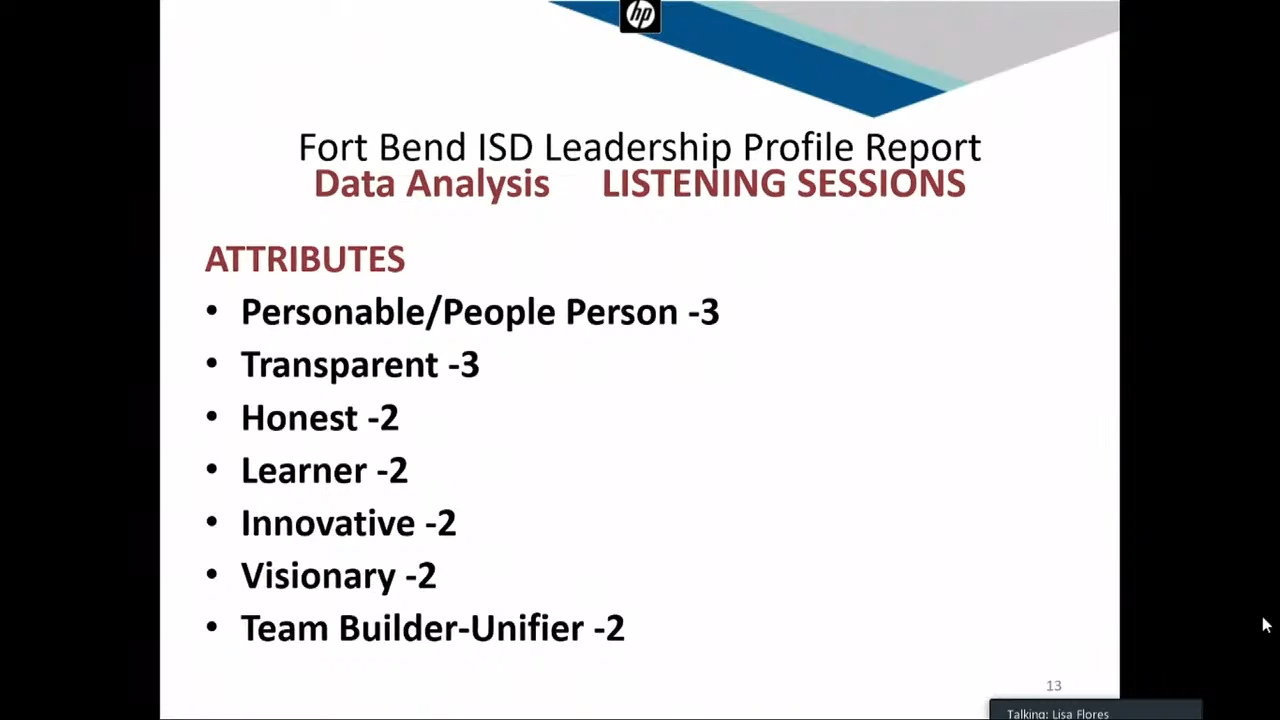 hp
Fort Bend ISD Leadership Profile Report
Data Analysis LISTENING SESSIONS
ATTRIBUTES
• Personable/People Person -3
• Transparent -3
• Honest -2
• Learner -2
• Innovative -2
• Visionary -2
• Team Builder-Unifier -2
13
Talking: Lisa Flores